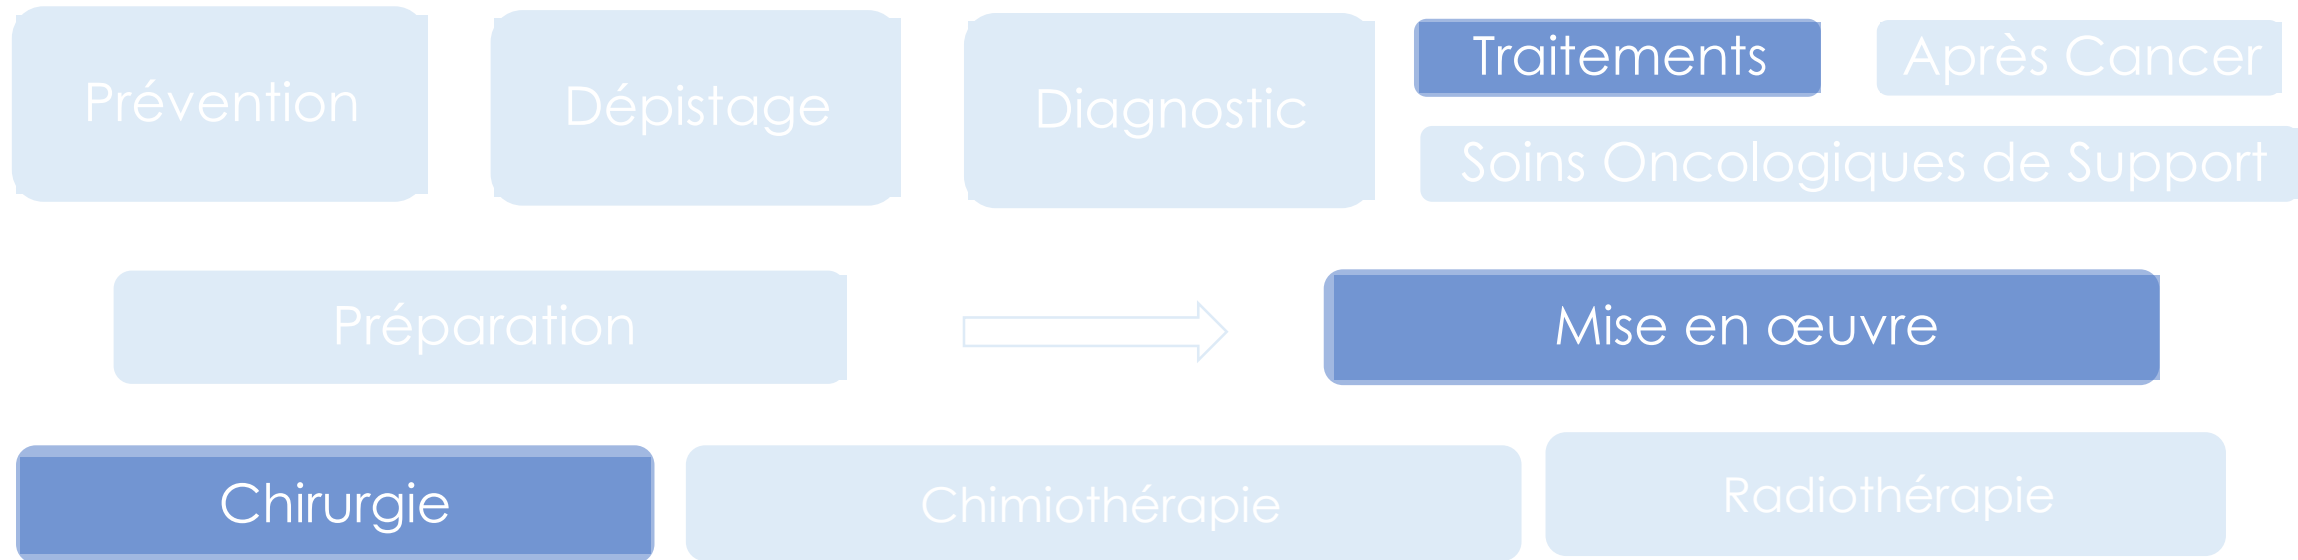 Prévention
Dépistage
Diagnostic
Traitements
Après Cancer
Soins Oncologiques de Support
Préparation
Mise en œuvre
Chirurgie
Chimiothérapie
Radiothérapie